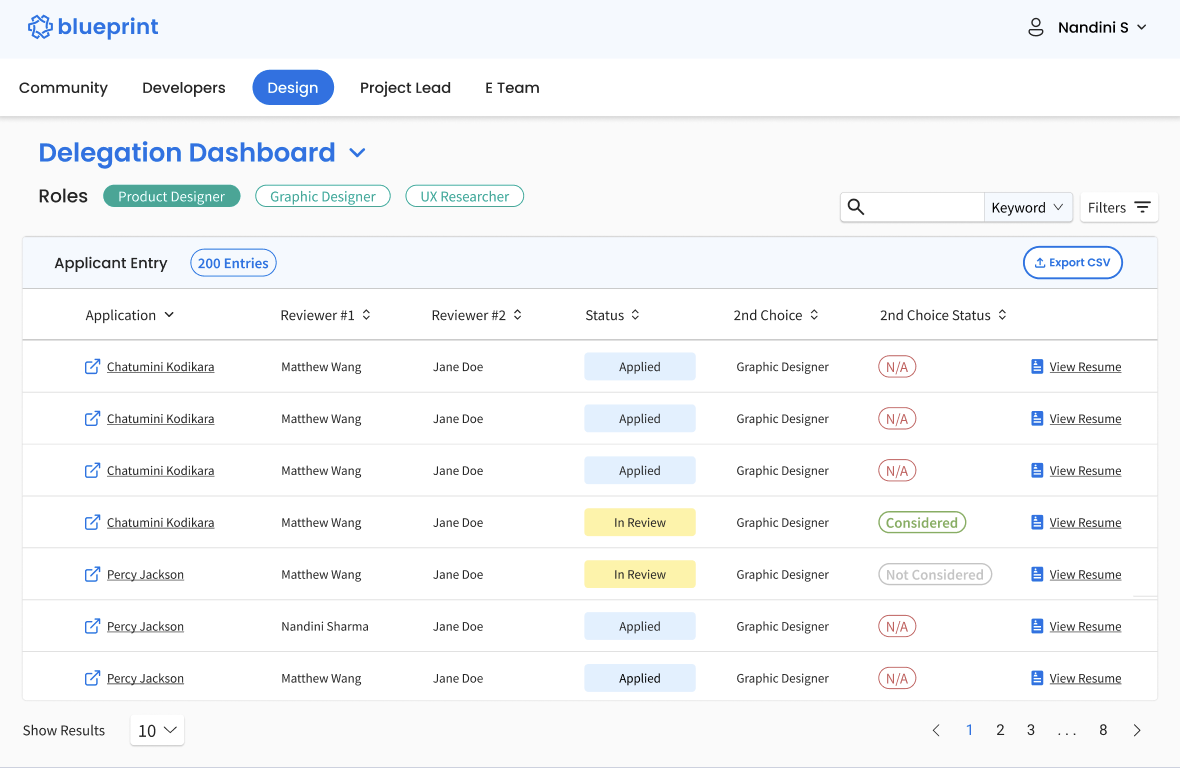 blueprint Nandini S
Community Developers Design Project Lead E Team
Delegation Dashboard
Roles Product Designer Graphic Designer UX Researcher
Keyword Filters
Applicant Entry 200 Entries Export CSV
Application Reviewer #1 Reviewer #2 Status 2nd Choice 2nd Choice Status
Chatumini Kodikara Matthew Wang Jane Doe Applied Graphic Designer N/A View Resume
Chatumini Kodikara Matthew Wang Jane Doe Applied Graphic Designer N/A View Resume
Chatumini Kodikara Matthew Wang Jane Doe Applied Graphic Designer N/A View Resume
Chatumini Kodikara Matthew Wang Jane Doe In Review Graphic Designer Considered View Resume
Percy Jackson Matthew Wang Jane Doe In Review Graphic Designer Not Considered View Resume
Percy Jackson Nandini Sharma Jane Doe Applied Graphic Designer N/A View Resume
Percy Jackson Matthew Wang Jane Doe Applied Graphic Designer N/A View Resume
Show Results 10 1 2 3 ... 8